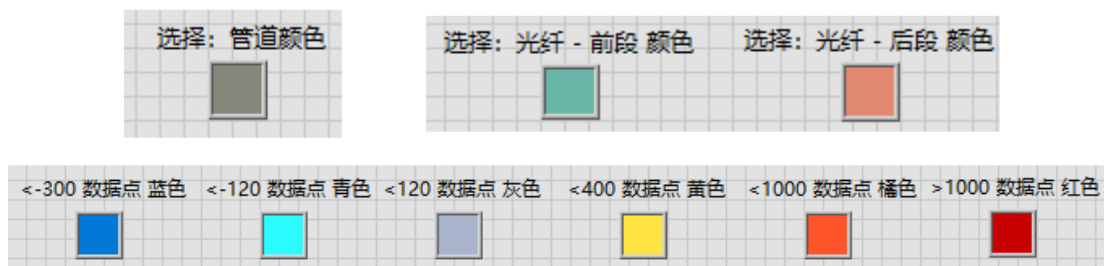 选择：管道颜色
选择：光纤 - 前段 颜色
选择：光纤 - 后段 颜色
<-300 数据点 蓝色
<-120 数据点 青色
<120 数据点 灰色
<400 数据点 黄色
<1000 数据点 橘色
>1000 数据点 红色